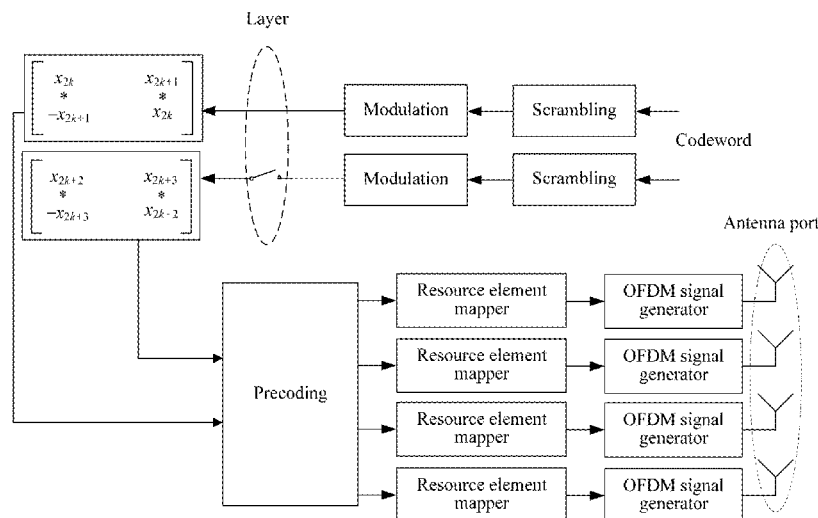 Layer
x2k x2k+1
* *
−x2k+1 x2k
Modulation
Scrambling
Codeword
x2k+2 x2k+3
* *
−x2k+3 x2k+2
Modulation
Scrambling
Antenna port
Precoding
Resource element
mapper
OFDM signal
generator
Resource element
mapper
OFDM signal
generator
Resource element
mapper
OFDM signal
generator
Resource element
mapper
OFDM signal
generator